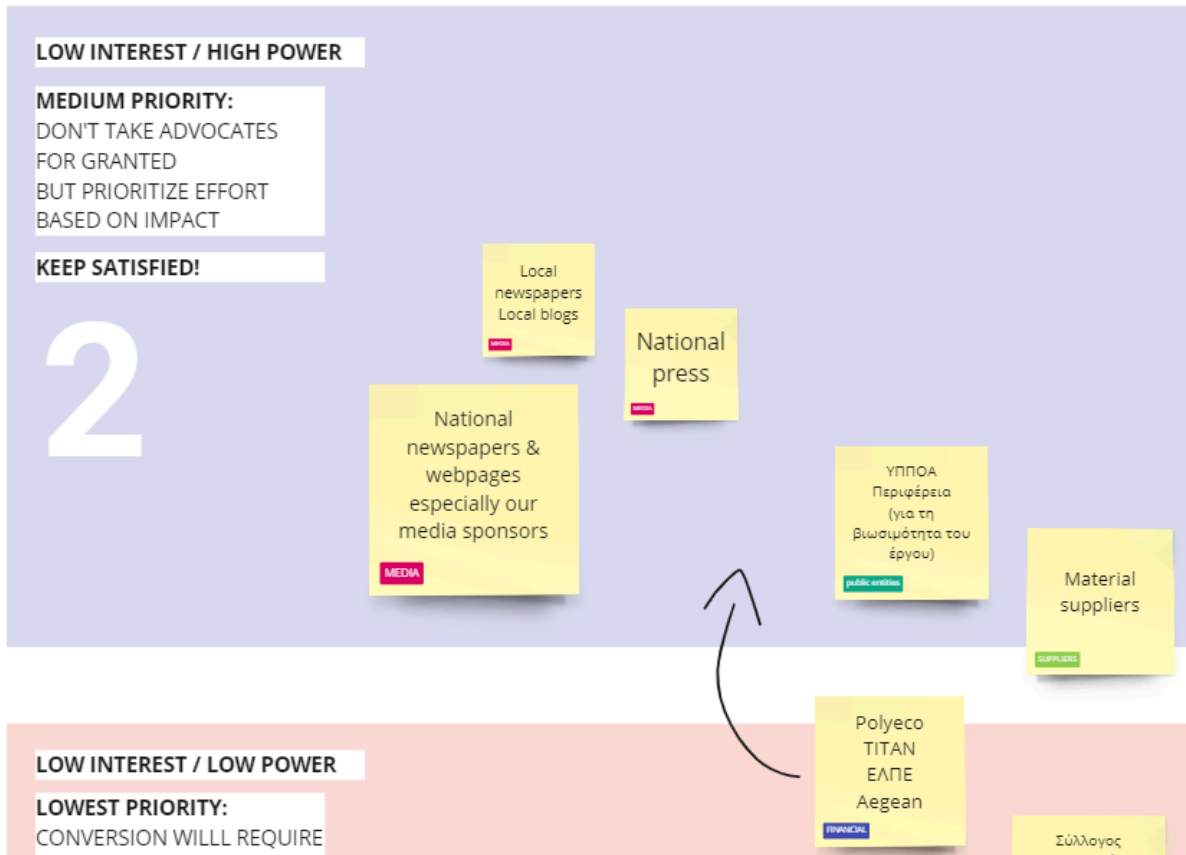 LOW INTEREST / HIGH POWER
MEDIUM PRIORITY:
DON'T TAKE ADVOCATES
FOR GRANTED
BUT PRIORITIZE EFFORT
BASED ON IMPACT
KEEP SATISFIED!
2
Local
newspapers
Local blogs
MEDIA
National
press
MEDIA
National
newspapers &
webpages
especially our
media sponsors
MEDIA
ΥΠΠΟΑ
Περιφέρεια
(για τη
βιωσιμότητα του
έργου)
public entities
Material
suppliers
SUPPLIERS
Polyeco
TITAN
ΕΛΠΕ
Aegean
FINANCIAL
LOW INTEREST / LOW POWER
LOWEST PRIORITY:
CONVERSION WILLL REQUIRE
Σύλλογος